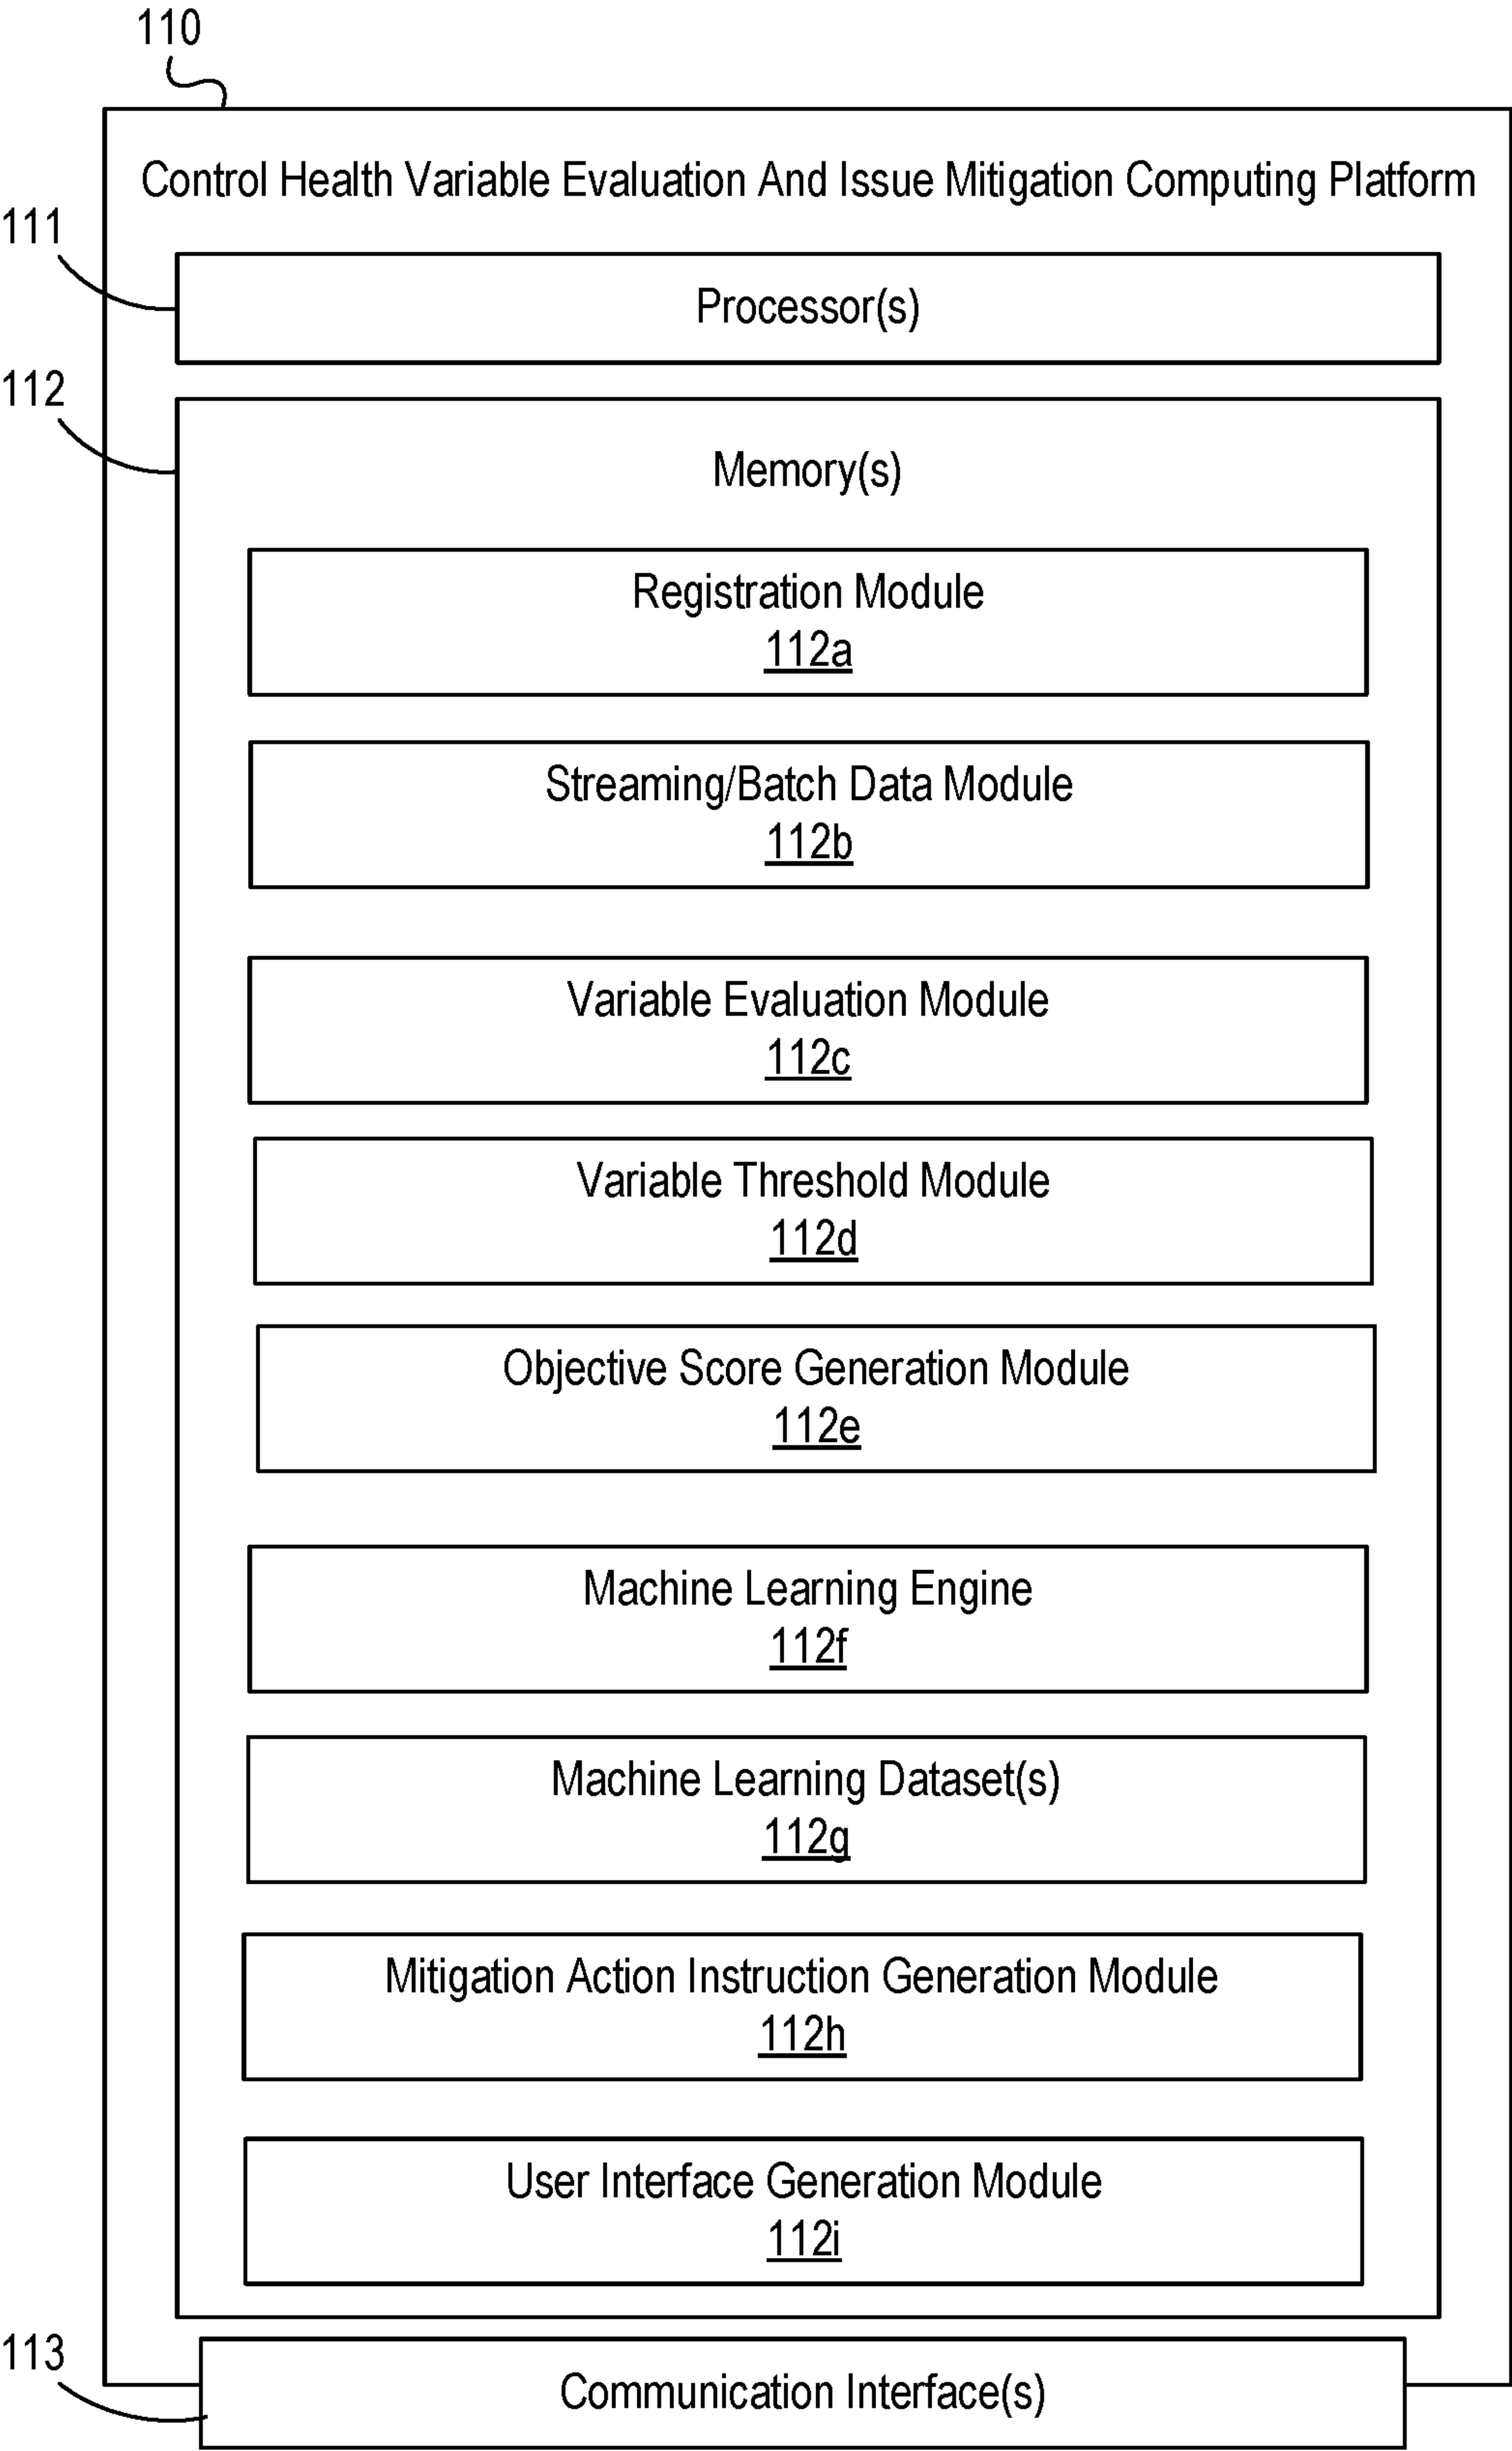 110
Control Health Variable Evaluation And Issue Mitigation Computing Platform
111
Processor(s)
112
Memory(s)
Registration Module
112a
Streaming/Batch Data Module
112b
Variable Evaluation Module
112c
Variable Threshold Module
112d
Objective Score Generation Module
112e
Machine Learning Engine
112f
Machine Learning Dataset(s)
112g
Mitigation Action Instruction Generation Module
112h
User Interface Generation Module
112i
113
Communication Interface(s)